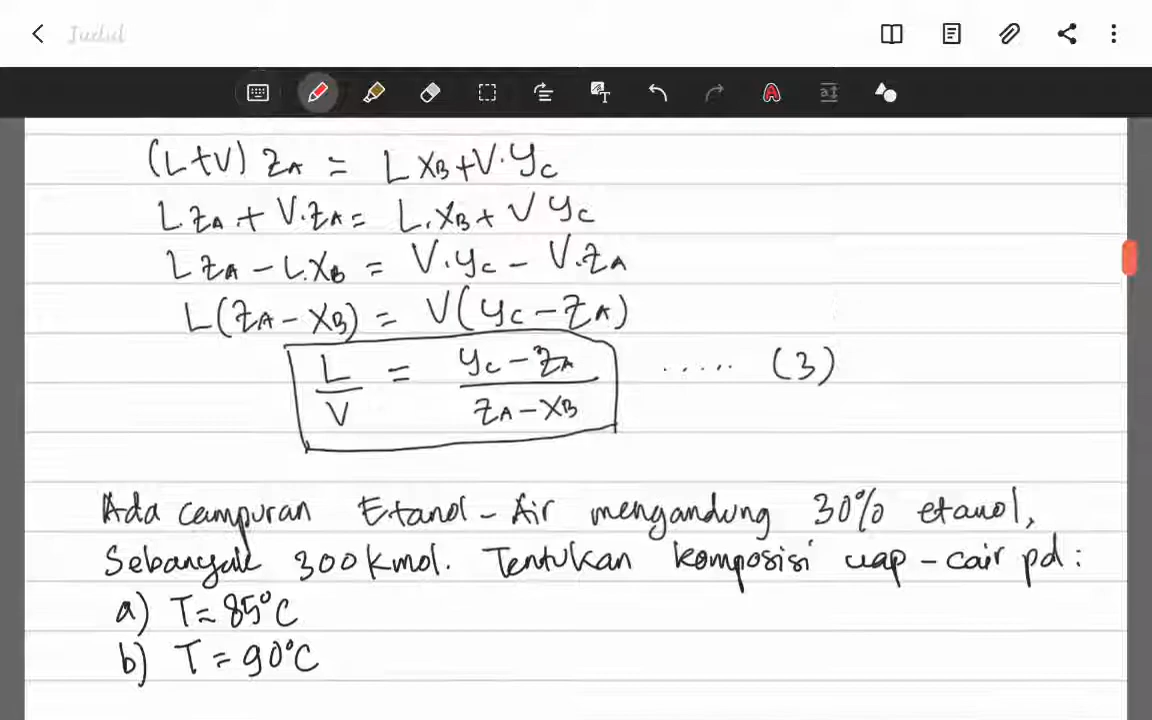 Judul
(L+V) ZA = L XB + V. YC
L. ZA + V. ZA = L. XB + V YC
L ZA - L. XB = V. YC - V. ZA
L (ZA - XB) = V (YC - ZA)
L/V = YC - ZA / ZA - XB ...... (3)
Ada campuran Etanol - Air mengandung 30% etanol,
Sebanyak 300 kmol. Tentukan komposisi uap - cair pd :
a) T = 85°C
b) T = 90°C